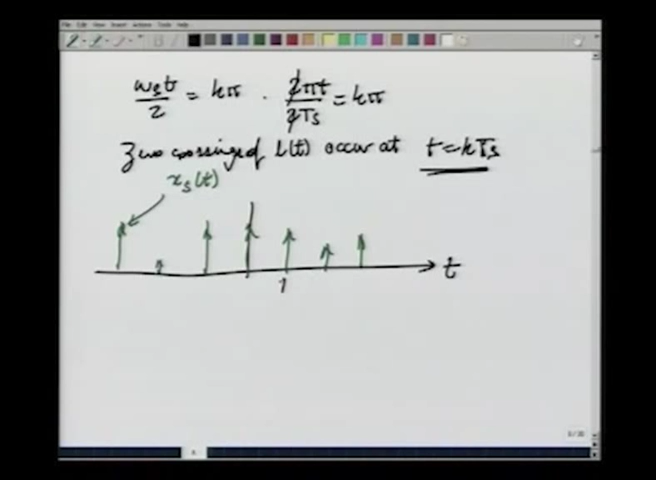 ωst/2 = kπ . 2πt/2Ts = kπ
Zero crossings of h(t) occur at t = kTs
xs(t)
t
1